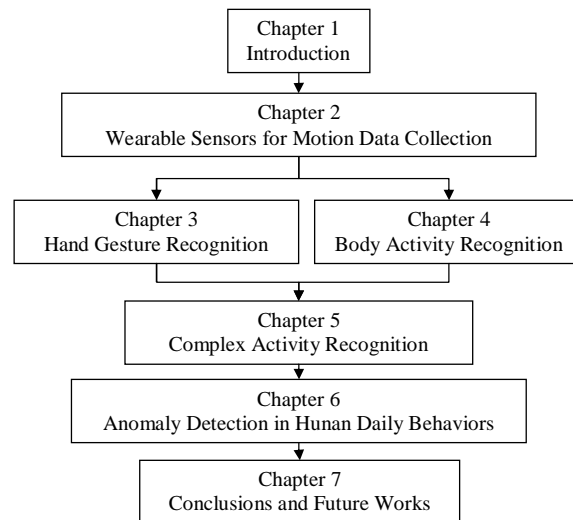 Chapter 1
Introduction
Chapter 2
Wearable Sensors for Motion Data Collection
Chapter 3
Hand Gesture Recognition
Chapter 4
Body Activity Recognition
Chapter 5
Complex Activity Recognition
Chapter 6
Anomaly Detection in Hunan Daily Behaviors
Chapter 7
Conclusions and Future Works